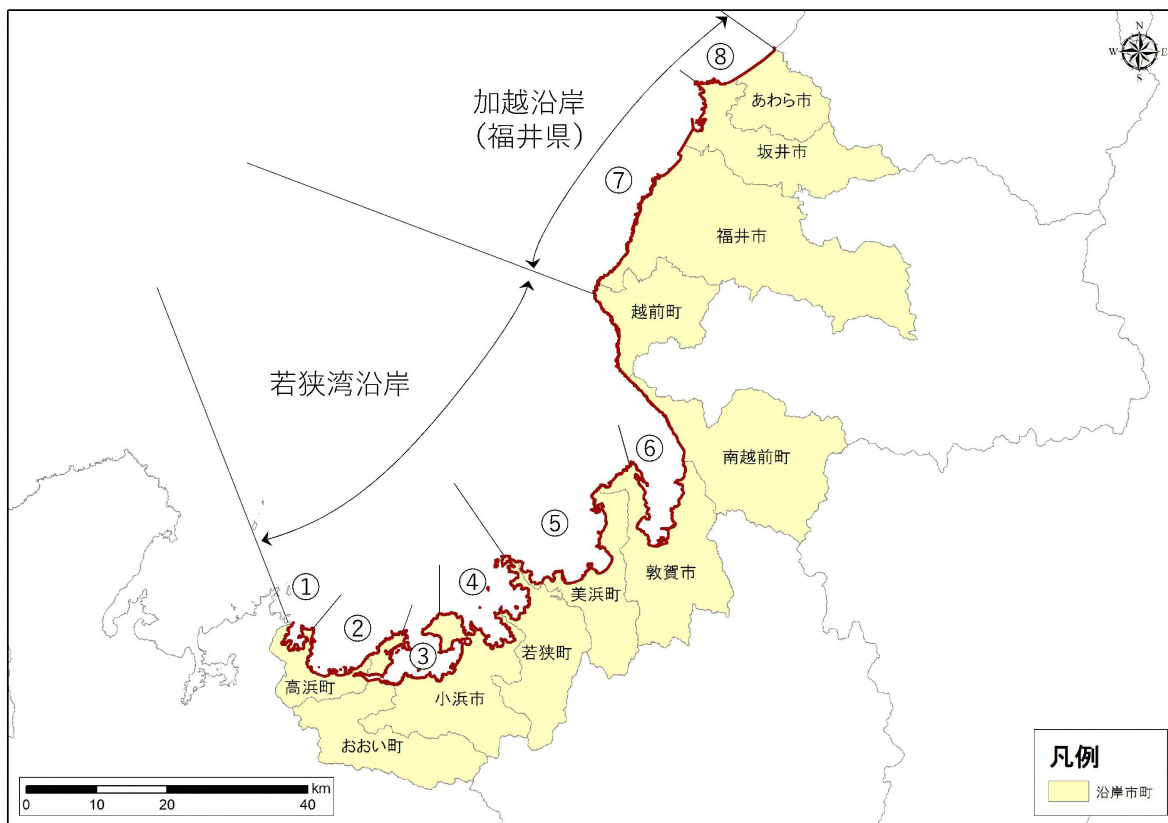 N
W
E
S
⑧
加越沿岸
（福井県）
あわら市
坂井市
⑦
福井市
越前町
若狭湾沿岸
⑥
南越前町
⑤
敦賀市
①
④
美浜町
②
③
若狭町
高浜町
小浜市
おおい町
凡例
沿岸市町
km
0 10 20 40